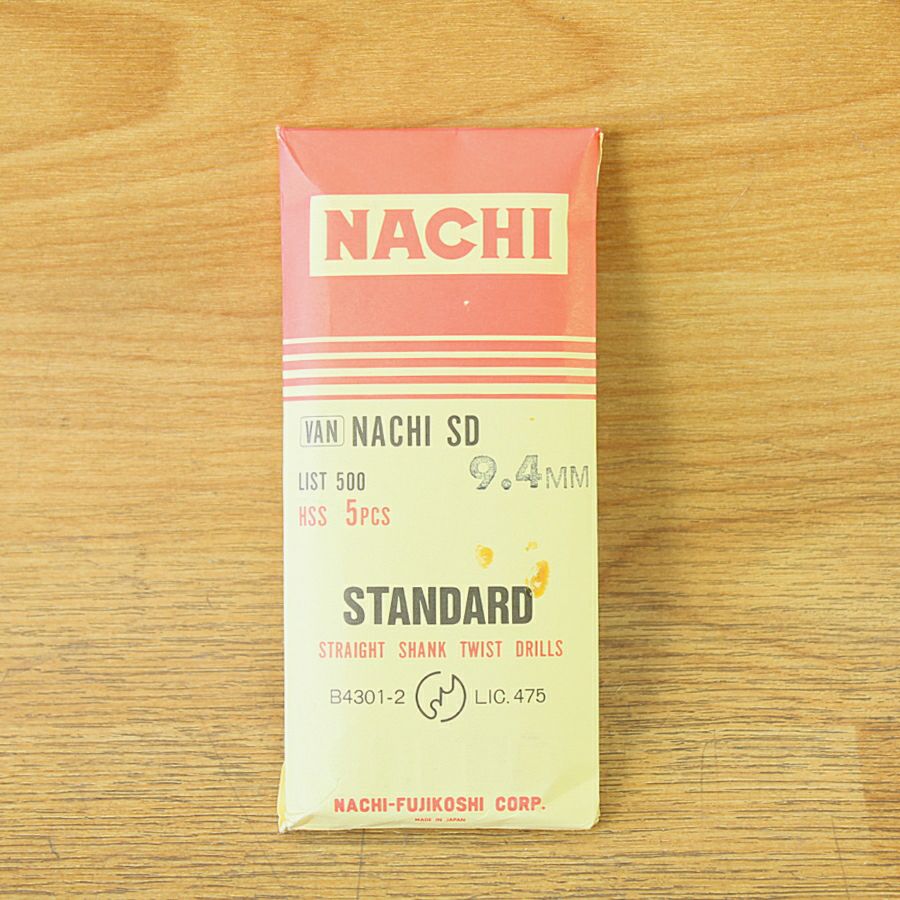 NACHI
VAN NACHI SD
9.4MM
LIST 500
HSS 5PCS
STANDARD
STRAIGHT SHANK TWIST DRILLS
B4301-2 LIC. 475
NACHI-FUJIKOSHI CORP.
MADE IN JAPAN